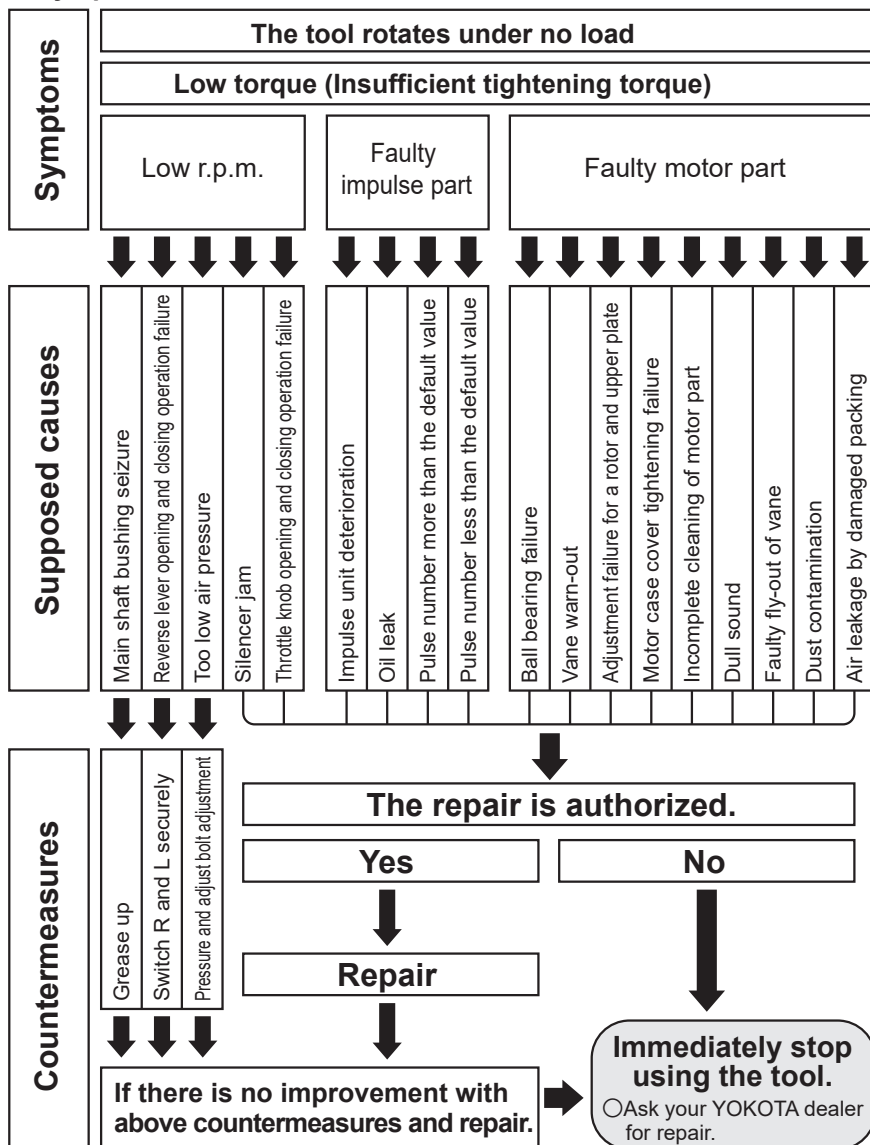 Symptoms
The tool rotates under no load
Low torque (Insufficient tightening torque)
Low r.p.m.
Faulty
impulse part
Faulty motor part
Supposed causes
Main shaft bushing seizure
Reverse lever opening and closing operation failure
Too low air pressure
Silencer jam
Throttle knob opening and closing operation failure
Impulse unit deterioration
Oil leak
Pulse number more than the default value
Pulse number less than the default value
Ball bearing failure
Vane warn-out
Adjustment failure for a rotor and upper plate
Motor case cover tightening failure
Incomplete cleaning of motor part
Dull sound
Faulty fly-out of vane
Dust contamination
Air leakage by damaged packing
Countermeasures
Grease up
Switch R and L securely
Pressure and adjust bolt adjustment
The repair is authorized.
Yes
No
Repair
If there is no improvement with
above countermeasures and repair.
Immediately stop
using the tool.
○Ask your YOKOTA dealer
for repair.